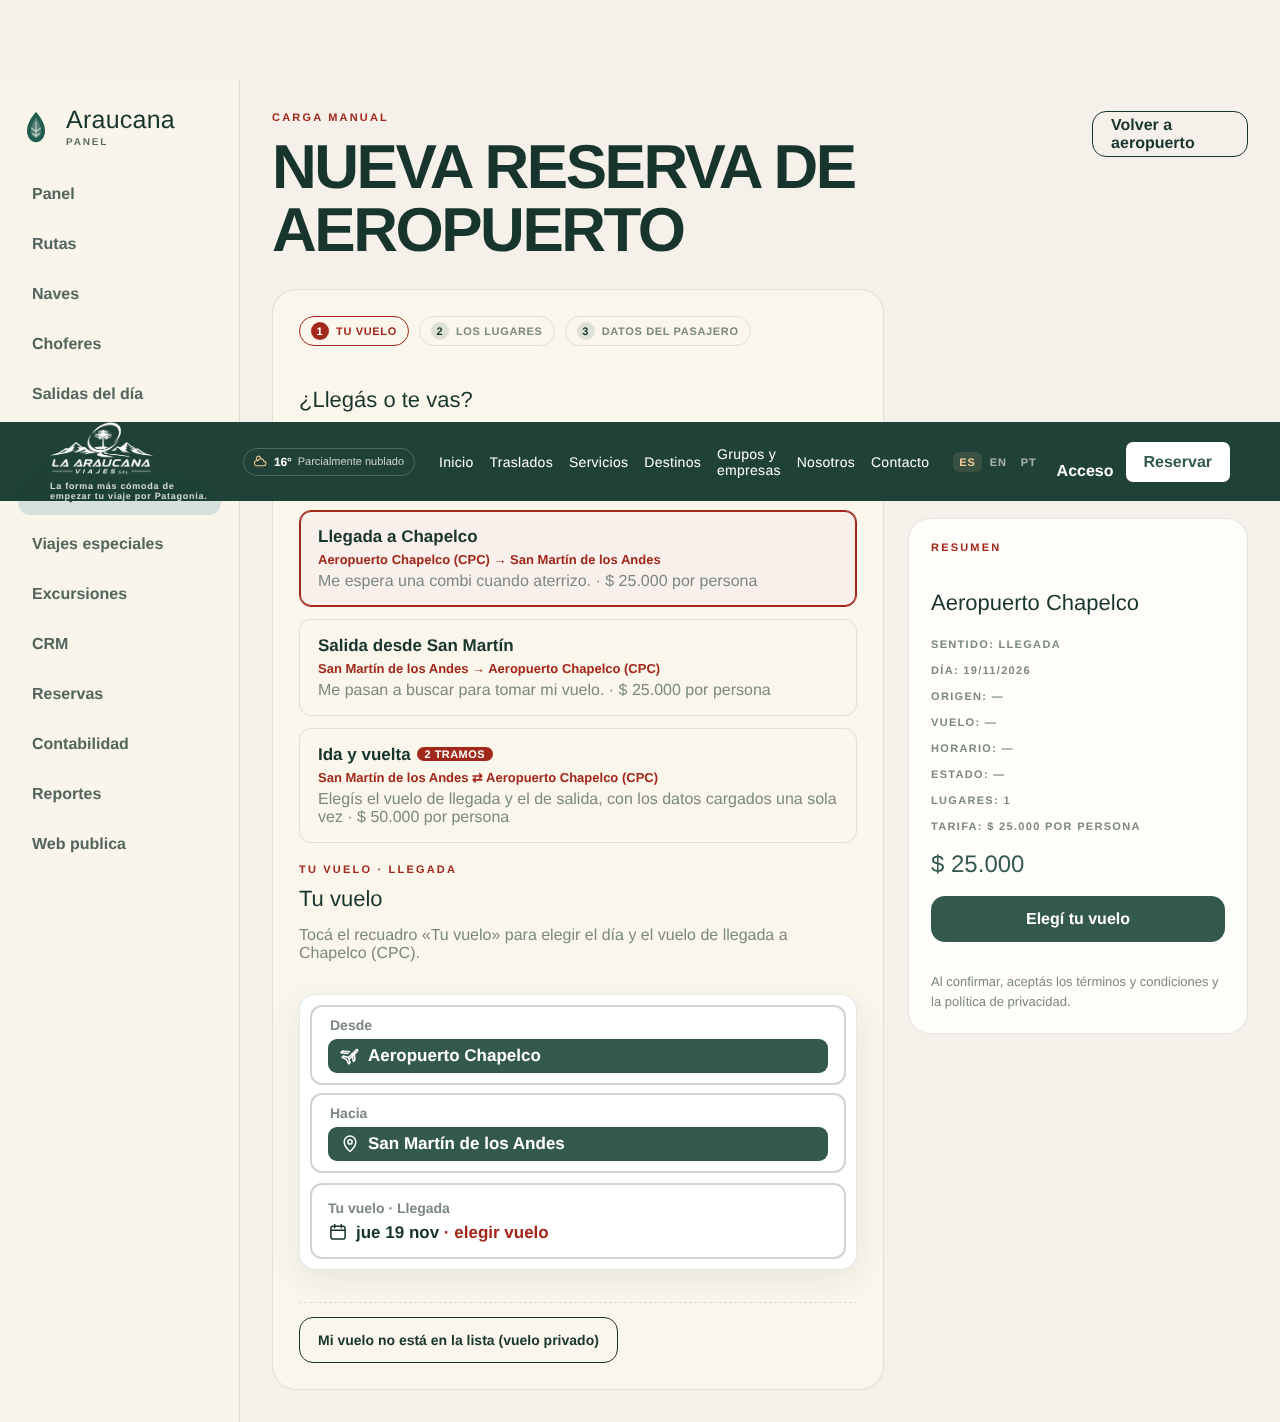 Araucana
PANEL
Panel
Rutas
Naves
Choferes
Salidas del día
Viajes especiales
Excursiones
CRM
Reservas
Contabilidad
Reportes
Web publica
CARGA MANUAL
NUEVA RESERVA DE
AEROPUERTO
Volver a
aeropuerto
1 TU VUELO
2 LOS LUGARES
3 DATOS DEL PASAJERO
¿Llegás o te vas?
LA ARAUCANA
VIAJES SRL
La forma más cómoda de
empezar tu viaje por Patagonia.
16° Parcialmente nublado
Inicio
Traslados
Servicios
Destinos
Grupos y
empresas
Nosotros
Contacto
ES EN PT
Acceso
Reservar
Llegada a Chapelco
Aeropuerto Chapelco (CPC) → San Martín de los Andes
Me espera una combi cuando aterrizo. · $ 25.000 por persona
Salida desde San Martín
San Martín de los Andes → Aeropuerto Chapelco (CPC)
Me pasan a buscar para tomar mi vuelo. · $ 25.000 por persona
Ida y vuelta 2 TRAMOS
San Martín de los Andes ⇄ Aeropuerto Chapelco (CPC)
Elegís el vuelo de llegada y el de salida, con los datos cargados una sola
vez · $ 50.000 por persona
TU VUELO · LLEGADA
Tu vuelo
Tocá el recuadro «Tu vuelo» para elegir el día y el vuelo de llegada a
Chapelco (CPC).
Desde
Aeropuerto Chapelco
Hacia
San Martín de los Andes
Tu vuelo · Llegada
jue 19 nov · elegir vuelo
Mi vuelo no está en la lista (vuelo privado)
RESUMEN
Aeropuerto Chapelco
SENTIDO: LLEGADA
DÍA: 19/11/2026
ORIGEN: —
VUELO: —
HORARIO: —
ESTADO: —
LUGARES: 1
TARIFA: $ 25.000 POR PERSONA
$ 25.000
Elegí tu vuelo
Al confirmar, aceptás los términos y condiciones y
la política de privacidad.